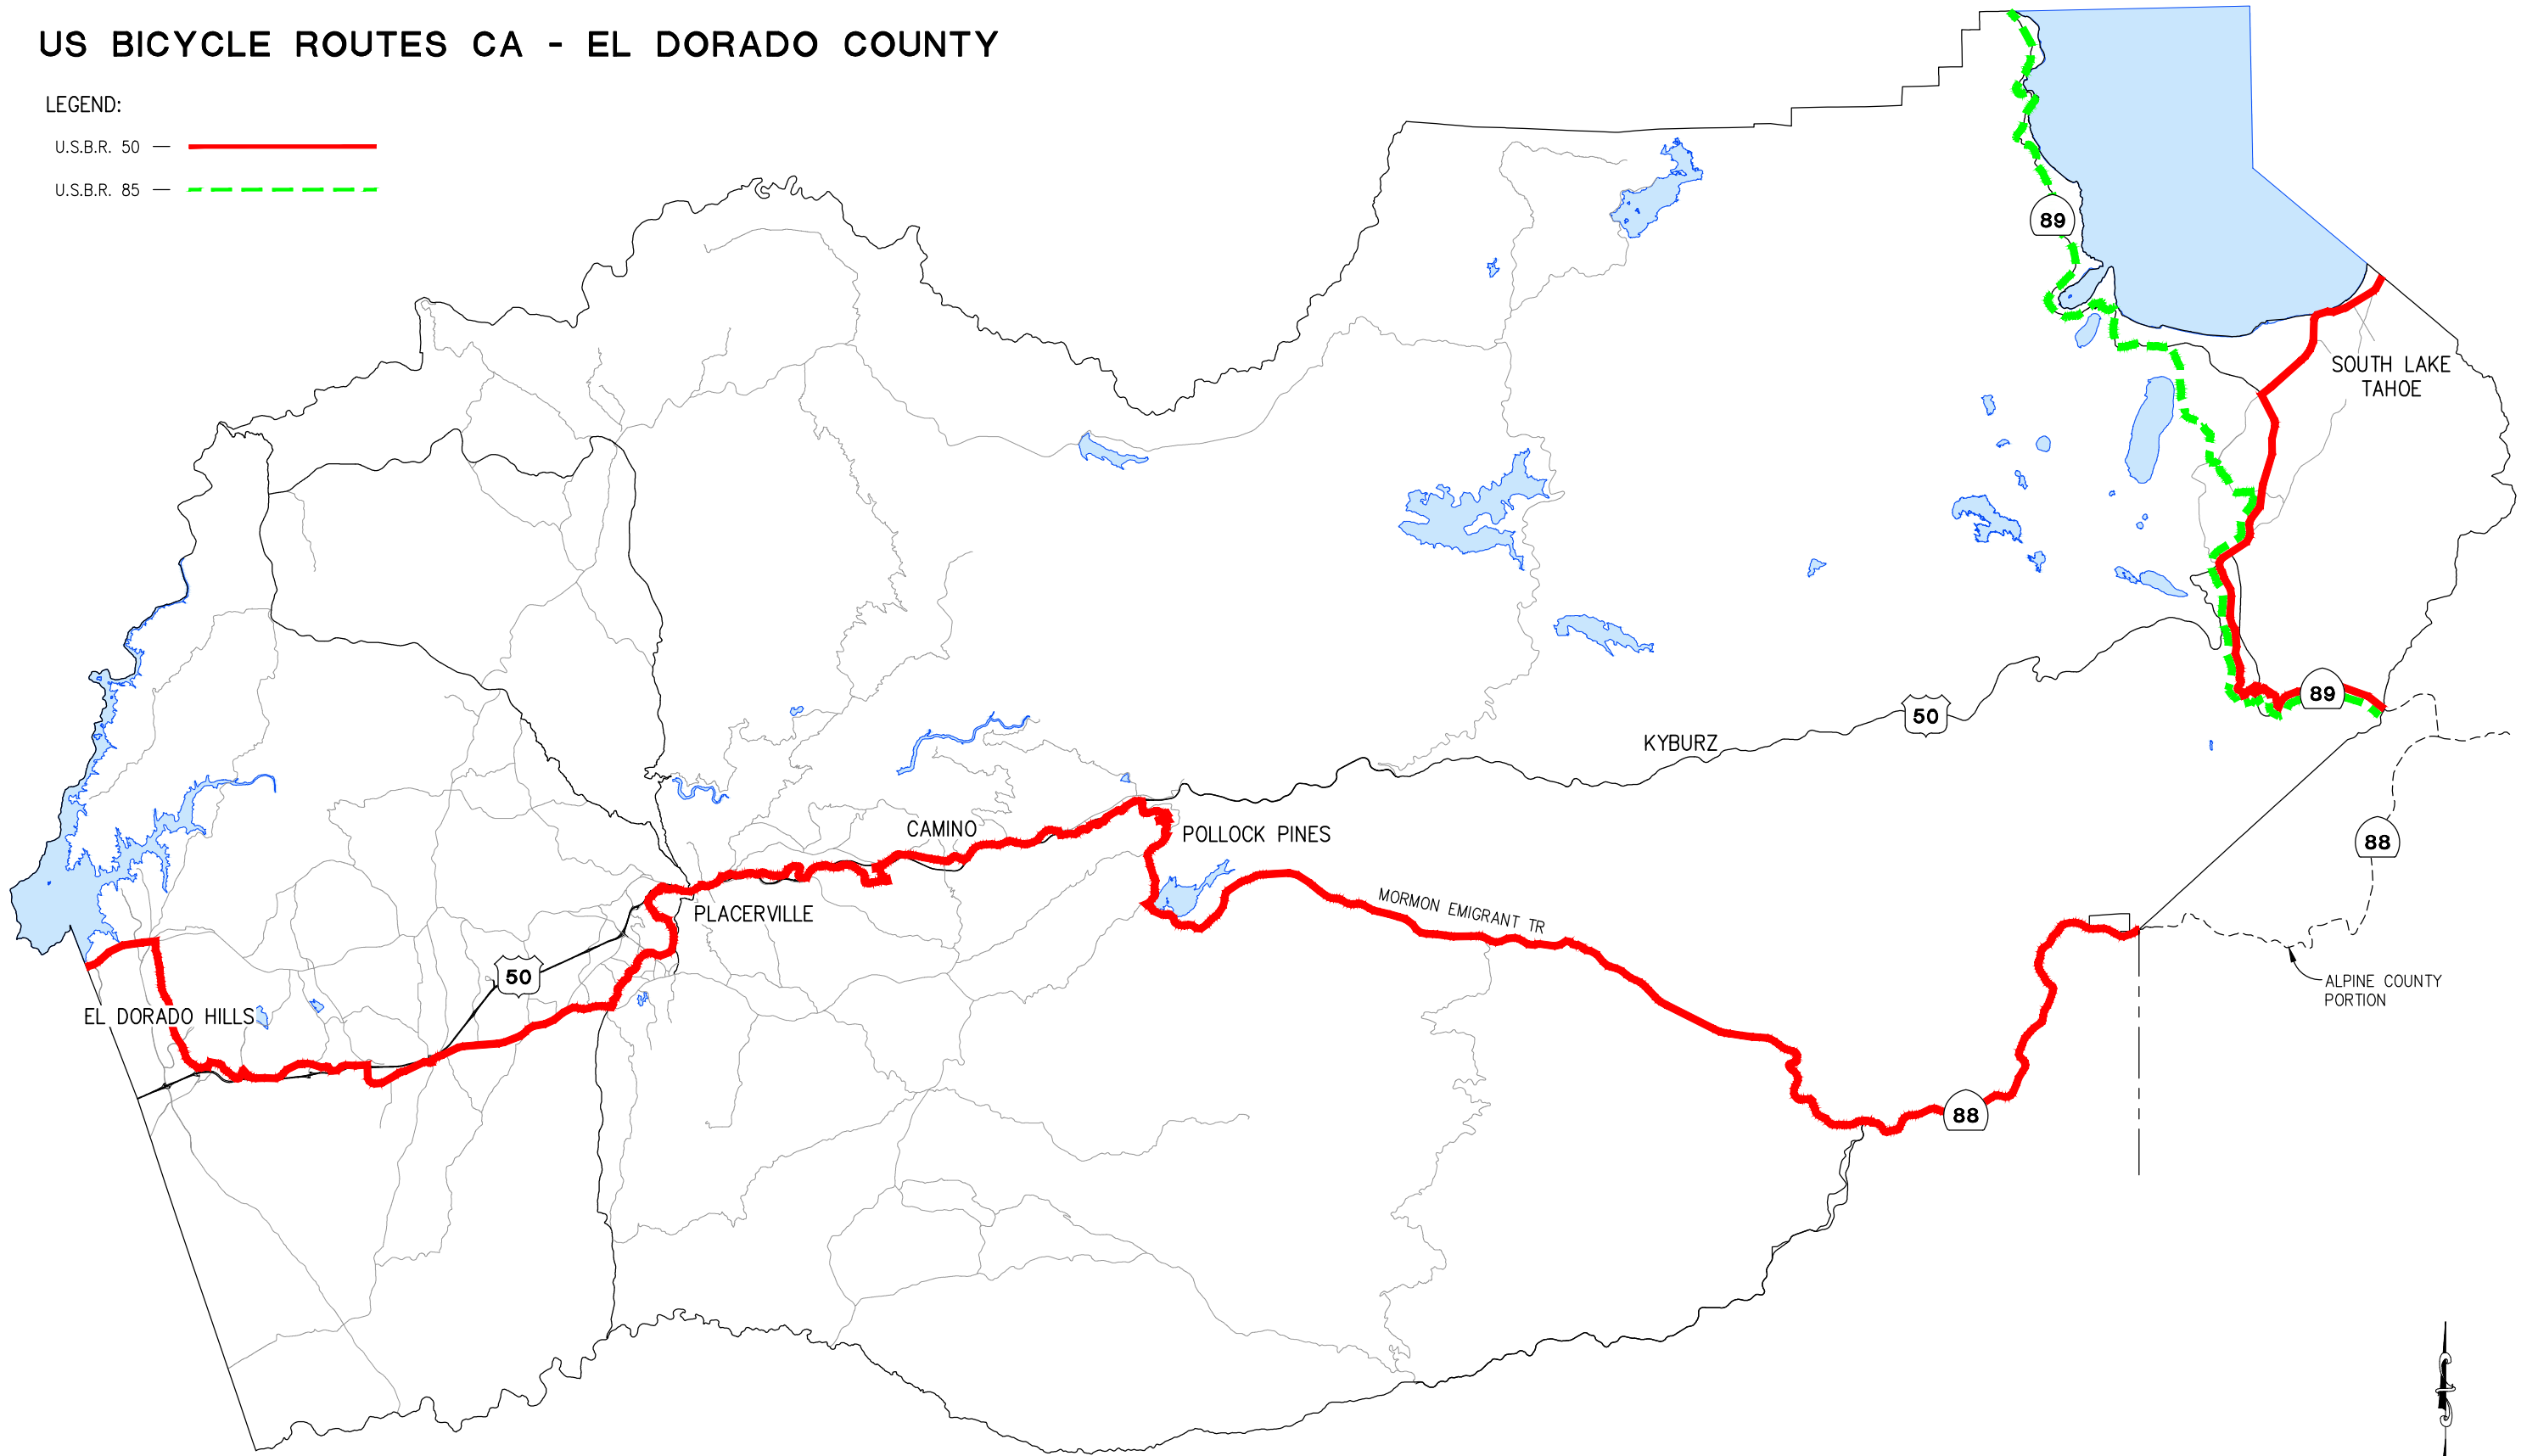 US BICYCLE ROUTES CA - EL DORADO COUNTY
LEGEND:
U.S.B.R. 50 —
U.S.B.R. 85 —
89
SOUTH LAKE
TAHOE
89
50
KYBURZ
88
CAMINO
POLLOCK PINES
MORMON EMIGRANT TR
PLACERVILLE
50
ALPINE COUNTY
PORTION
EL DORADO HILLS
88